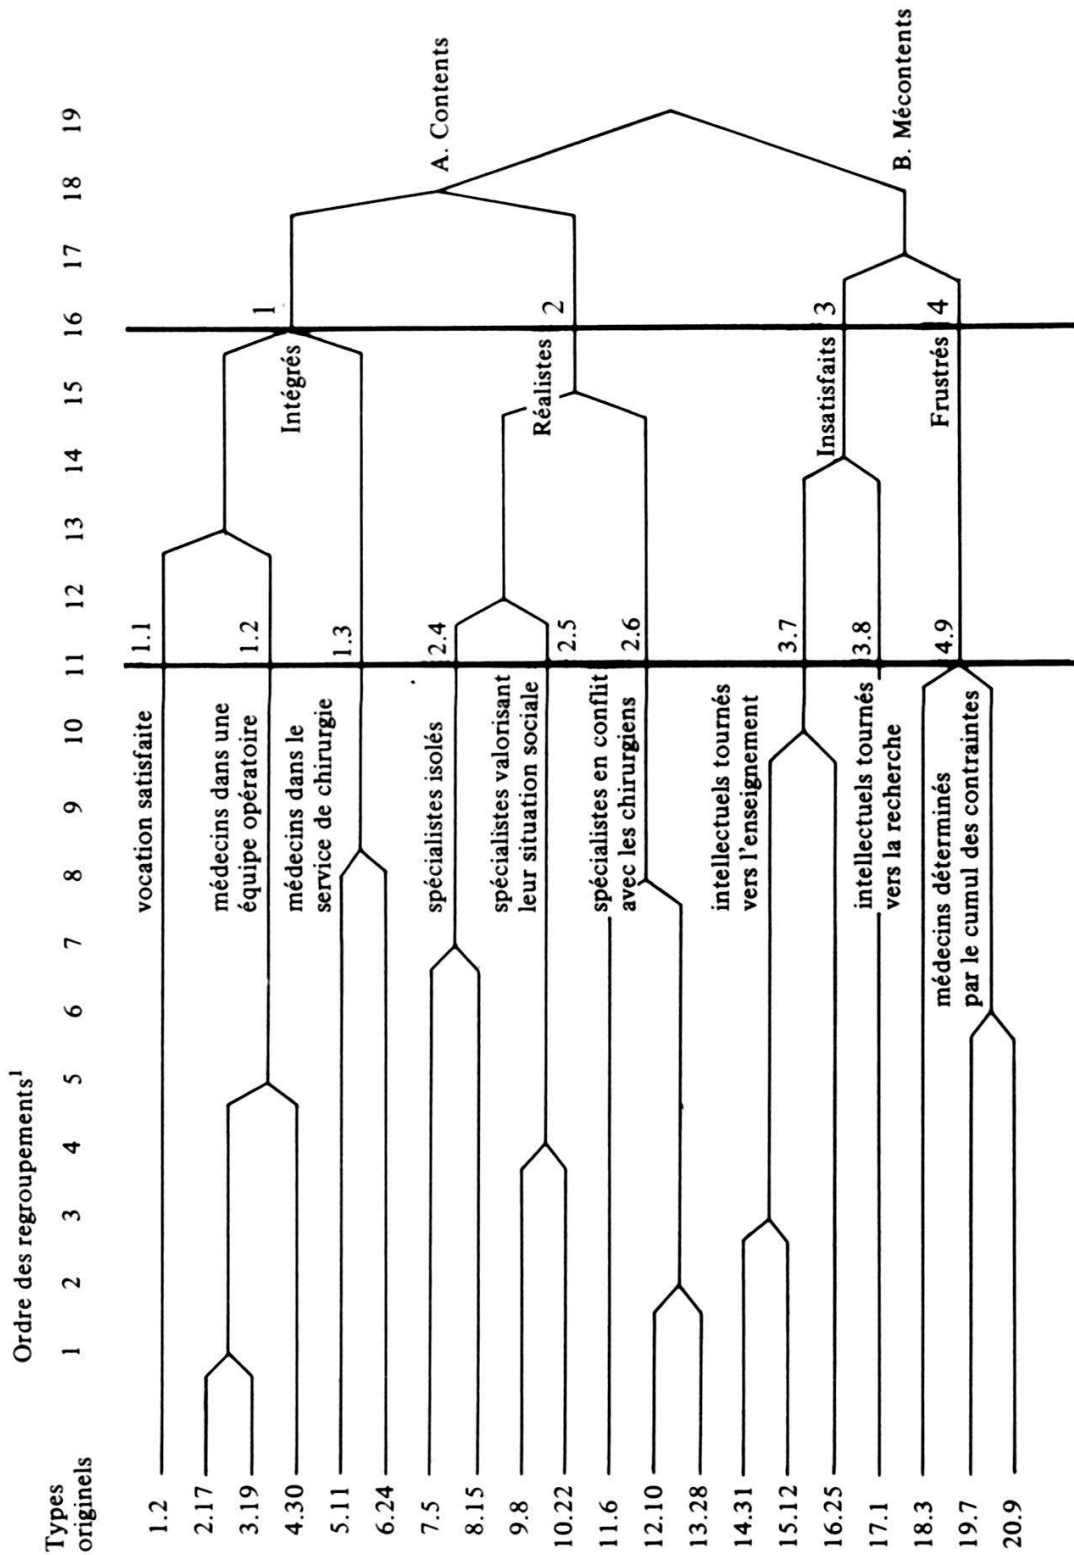 Ordre des regroupements¹
Types
originels
1 2 3 4 5 6 7 8 9 10 11 12 13 14 15 16 17 18 19
1.2
2.17
3.19
4.30
5.11
6.24
7.5
8.15
9.8
10.22
11.6
12.10
13.28
14.31
15.12
16.25
17.1
18.3
19.7
20.9
vocation satisfaite
1.1
médecins dans une
équipe opératoire
1.2
médecins dans le
service de chirurgie
1.3
spécialistes isolés
2.4
spécialistes valorisant
leur situation sociale
2.5
spécialistes en conflit
avec les chirurgiens
2.6
intellectuels tournés
vers l'enseignement
3.7
intellectuels tournés
vers la recherche
3.8
médecins déterminés
par le cumul des contraintes
4.9
Intégrés
1
Réalistes
2
Insatisfaits
3
Frustrés
4
A. Contents
B. Mécontents